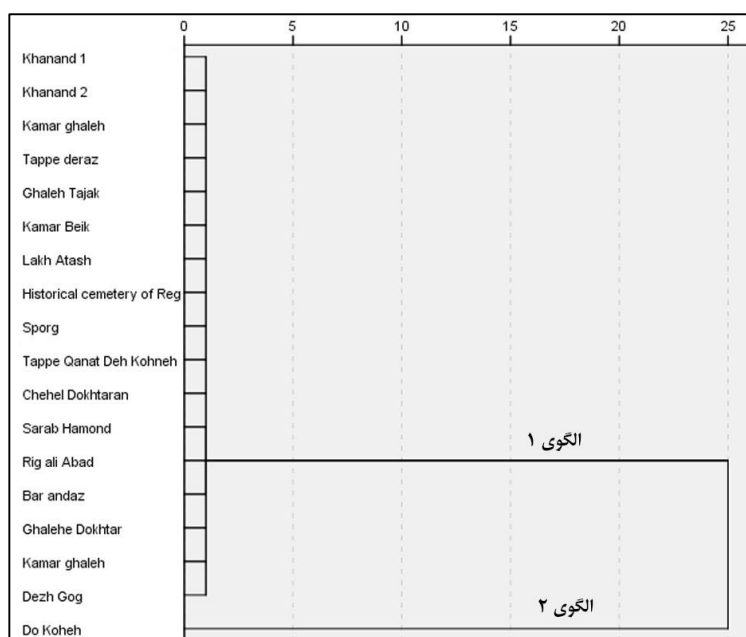 0 5 10 15 20 25
Khanand 1
Khanand 2
Kamar ghaleh
Tappe deraz
Ghaleh Tajak
Kamar Beik
Lakh Atash
Historical cemetery of Reg
Sporg
Tappe Qanat Deh Kohneh
Chehel Dokhtaran
Sarab Hamond
الگوی ۱
Rig ali Abad
Bar andaz
Ghalehe Dokhtar
Kamar ghaleh
Dezh Gog
الگوی ۲
Do Koheh